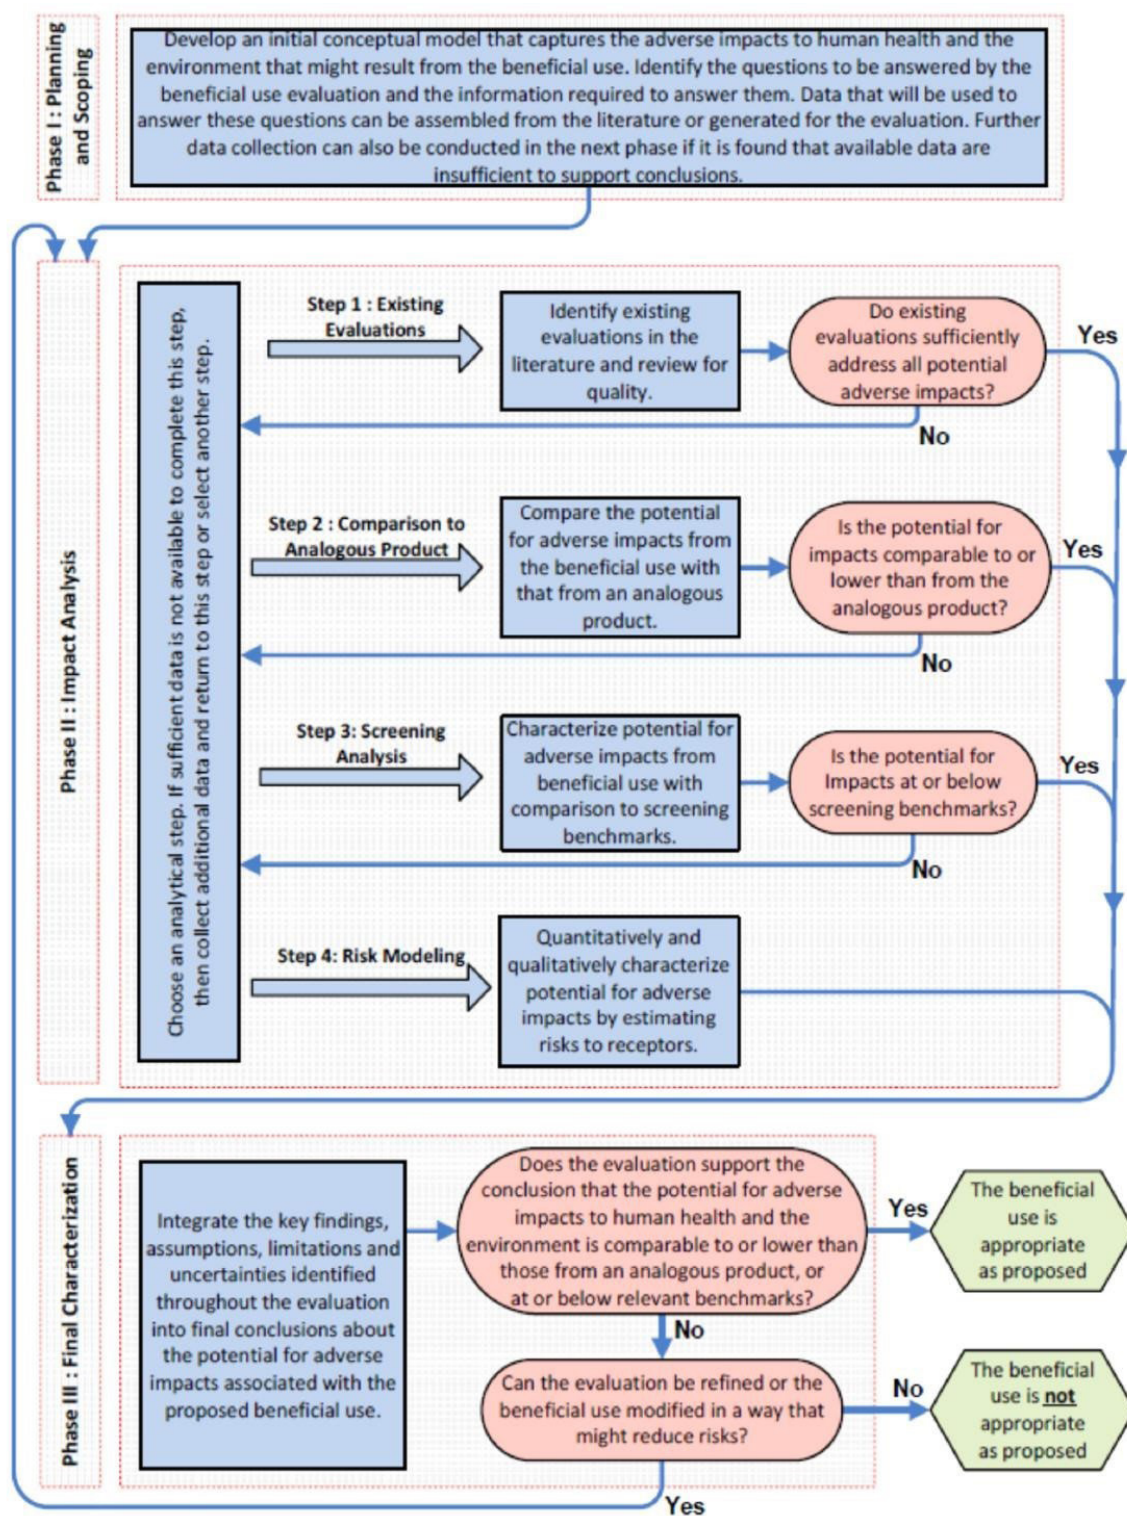 Phase I : Planning
and Scoping
Develop an initial conceptual model that captures the adverse impacts to human health and the
environment that might result from the beneficial use. Identify the questions to be answered by the
beneficial use evaluation and the information required to answer them. Data that will be used to
answer these questions can be assembled from the literature or generated for the evaluation. Further
data collection can also be conducted in the next phase if it is found that available data are
insufficient to support conclusions.
Phase II : Impact Analysis
Choose an analytical step. If sufficient data is not available to complete this step,
then collect additional data and return to this step or select another step.
Step 1 : Existing
Evaluations
Identify existing
evaluations in the
literature and review for
quality.
Do existing
evaluations sufficiently
address all potential
adverse impacts?
Yes
No
Step 2 : Comparison to
Analogous Product
Compare the potential
for adverse impacts from
the beneficial use with
that from an analogous
product.
Is the potential for
impacts comparable to or
lower than from the
analogous product?
Yes
No
Step 3: Screening
Analysis
Characterize potential for
adverse impacts from
beneficial use with
comparison to screening
benchmarks.
Is the potential for
Impacts at or below
screening benchmarks?
Yes
No
Step 4: Risk Modeling
Quantitatively and
qualitatively characterize
potential for adverse
impacts by estimating
risks to receptors.
Phase III : Final Characterization
Integrate the key findings,
assumptions, limitations and
uncertainties identified
throughout the evaluation
into final conclusions about
the potential for adverse
impacts associated with the
proposed beneficial use.
Does the evaluation support the
conclusion that the potential for adverse
impacts to human health and the
environment is comparable to or lower than
those from an analogous product, or
at or below relevant benchmarks?
Yes
The beneficial
use is
appropriate
as proposed
No
Can the evaluation be refined or the
beneficial use modified in a way that
might reduce risks?
No
The beneficial
use is not
appropriate
as proposed
Yes